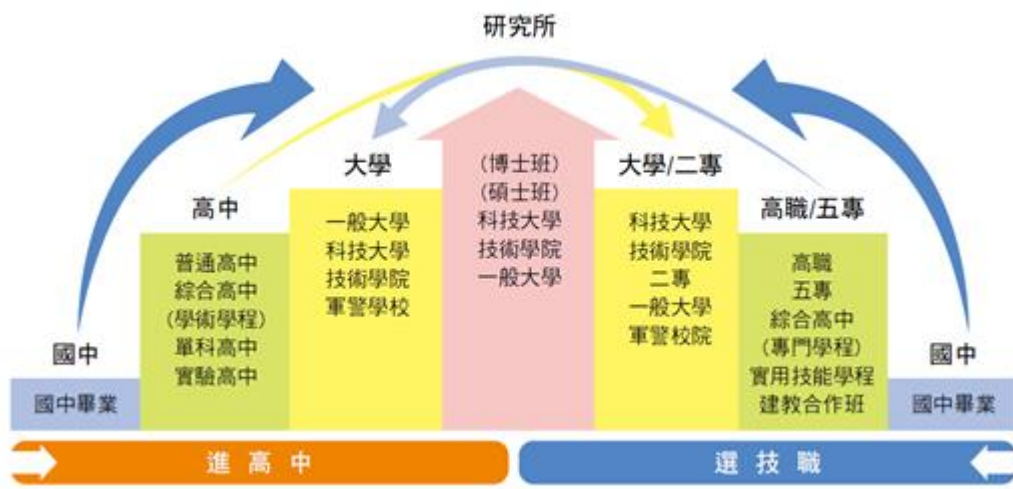 研究所
大學
(博士班)
(碩士班)
科技大學
技術學院
一般大學
大學/二專
高中
一般大學
科技大學
技術學院
軍警學校
科技大學
技術學院
二專
一般大學
軍警校院
高職/五專
普通高中
綜合高中
(學術學程)
單科高中
實驗高中
高職
五專
綜合高中
(專門學程)
實用技能學程
建教合作班
國中
國中畢業
國中
國中畢業
進高中
選技職